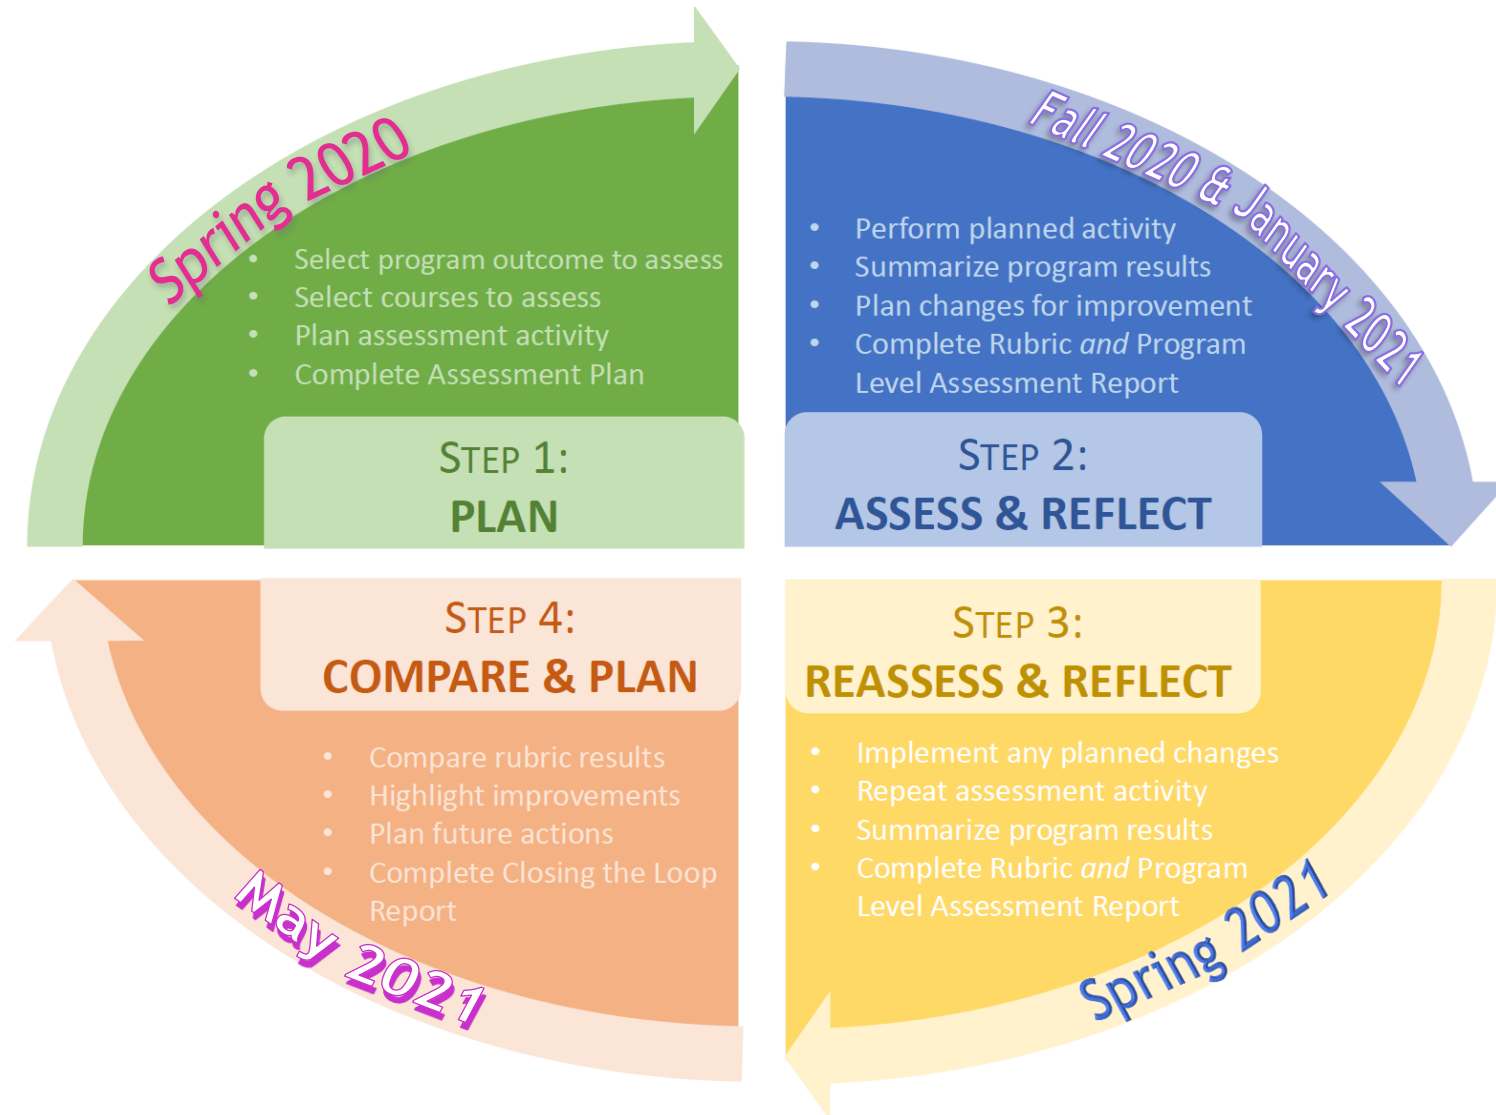 Spring 2020
• Select program outcome to assess
• Select courses to assess
• Plan assessment activity
• Complete Assessment Plan
STEP 1:
PLAN
Fall 2020 & January 2021
• Perform planned activity
• Summarize program results
• Plan changes for improvement
• Complete Rubric and Program
Level Assessment Report
STEP 2:
ASSESS & REFLECT
STEP 3:
REASSESS & REFLECT
• Implement any planned changes
• Repeat assessment activity
• Summarize program results
• Complete Rubric and Program
Level Assessment Report
Spring 2021
STEP 4:
COMPARE & PLAN
• Compare rubric results
• Highlight improvements
• Plan future actions
• Complete Closing the Loop
Report
May 2021